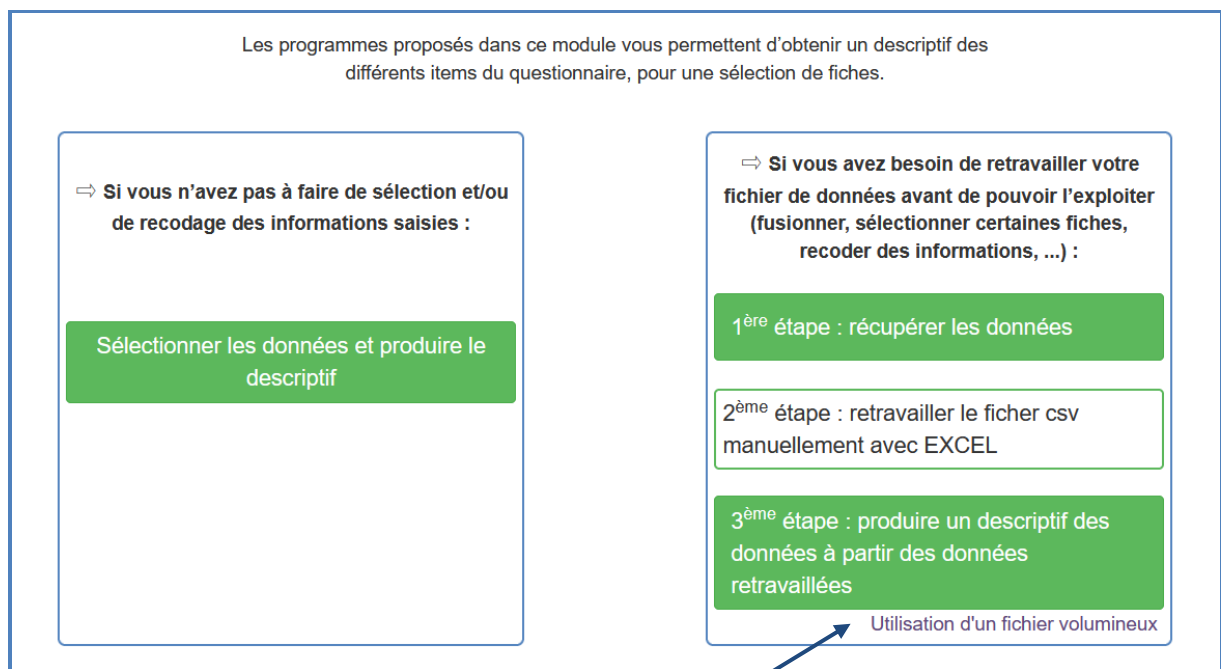 Les programmes proposés dans ce module vous permettent d’obtenir un descriptif des
différents items du questionnaire, pour une sélection de fiches.
⇨ Si vous n’avez pas à faire de sélection et/ou
de recodage des informations saisies :
Sélectionner les données et produire le
descriptif
⇨ Si vous avez besoin de retravailler votre
fichier de données avant de pouvoir l’exploiter
(fusionner, sélectionner certaines fiches,
recoder des informations, ...) :
1ère étape : récupérer les données
2ème étape : retravailler le ficher csv
manuellement avec EXCEL
3ème étape : produire un descriptif des
données à partir des données
retravaillées
Utilisation d'un fichier volumineux